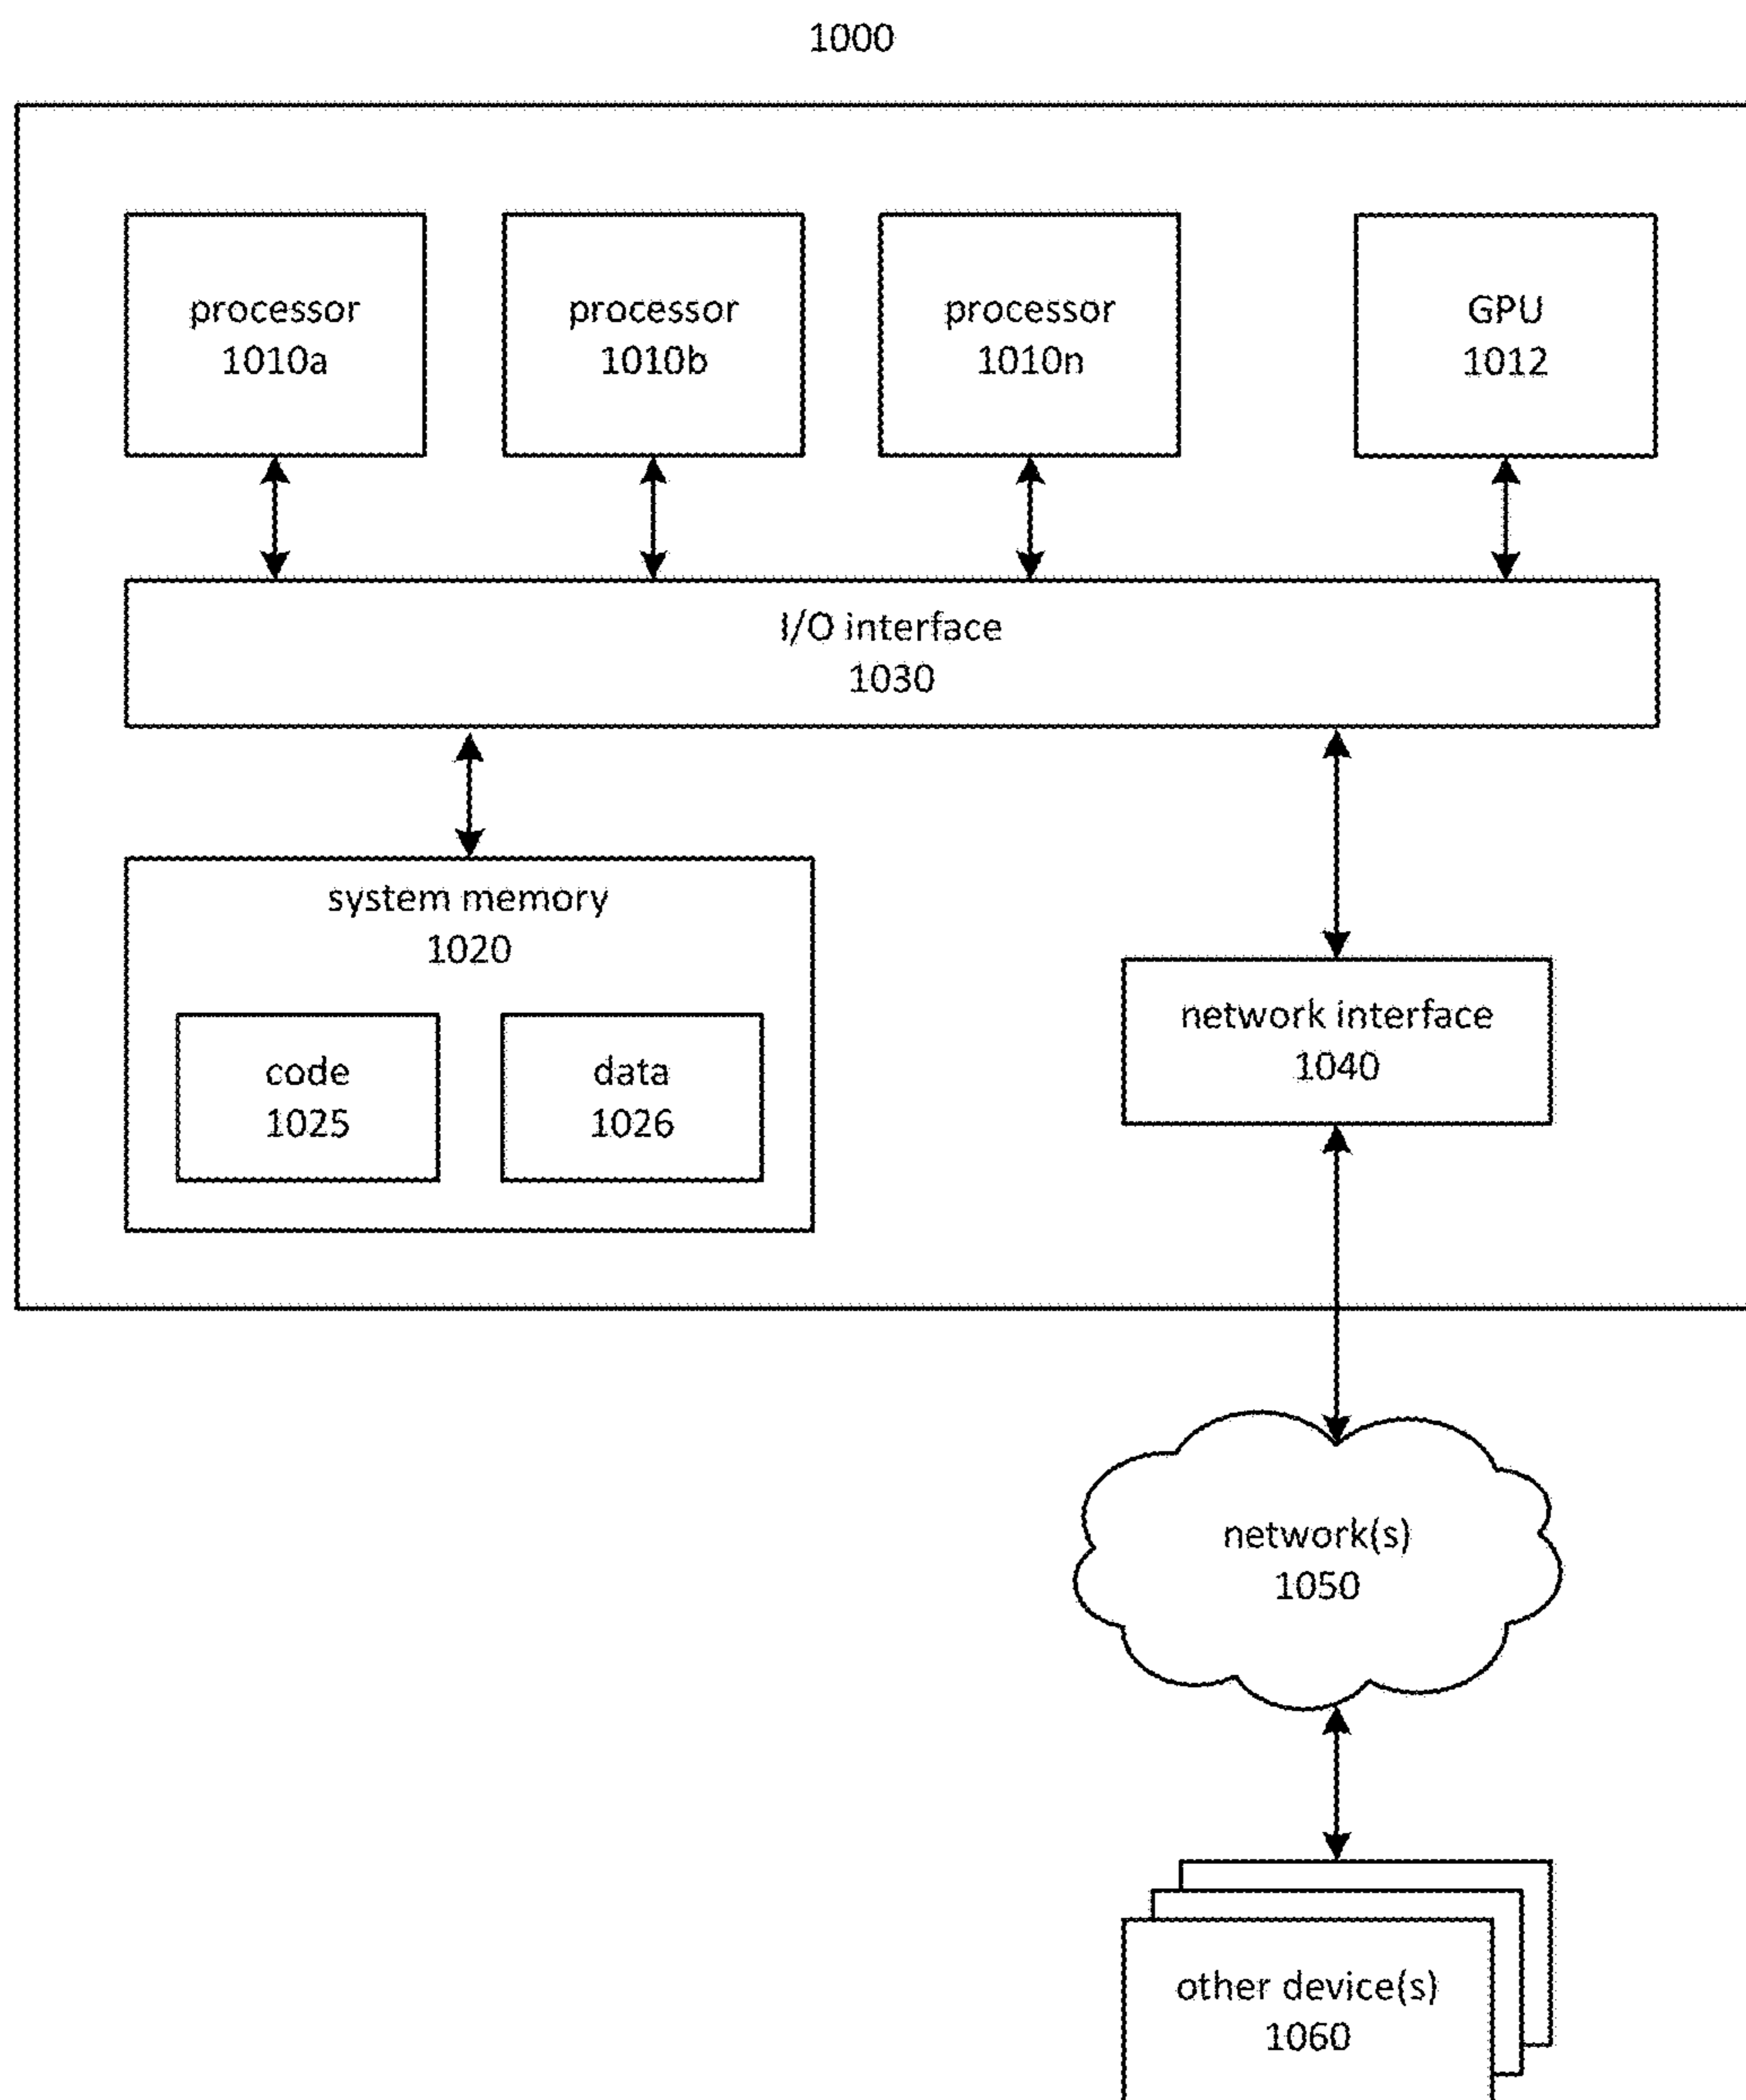 1000
processor
1010a
processor
1010b
processor
1010n
GPU
1012
I/O interface
1030
system memory
1020
code
1025
data
1026
network interface
1040
network(s)
1050
other device(s)
1060